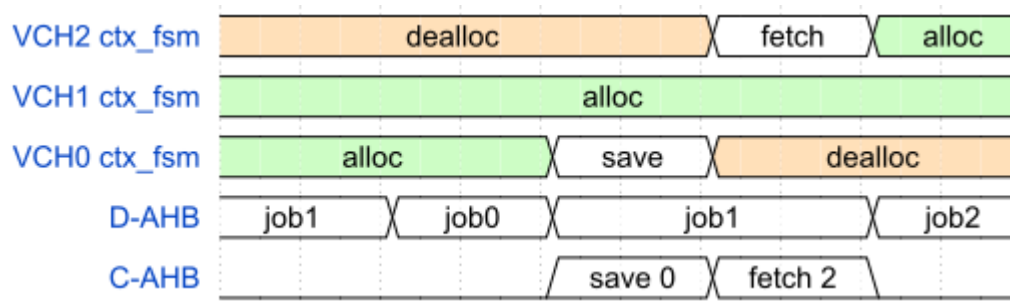 VCH2 ctx_fsm dealloc fetch alloc
VCH1 ctx_fsm alloc
VCH0 ctx_fsm alloc save dealloc
D-AHB job1 job0 job1 job2
C-AHB save 0 fetch 2